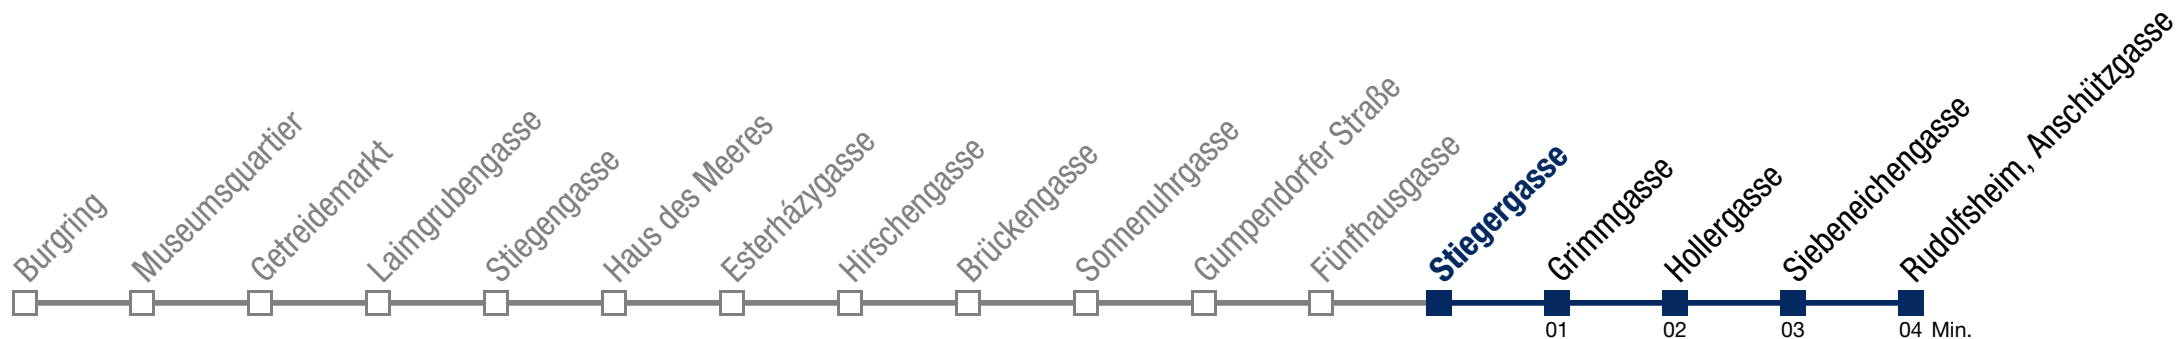 Burgring
Museumsquartier
Getreidemarkt
Laimgrubengasse
Stiegengasse
Haus des Meeres
Esterházygasse
Hirschengasse
Brückengasse
Sonnenuhrgasse
Gumpendorfer Straße
Fünfhausgasse
Stiegergasse
Grimmgasse
Hollergasse
Siebeneichengasse
Rudolfsheim, Anschützgasse
01 02 03 04 Min.